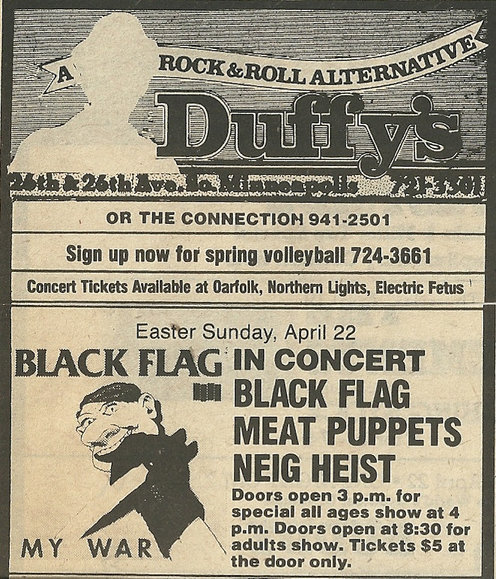 A ROCK & ROLL ALTERNATIVE
Duffy's
26th & 26th Ave. So. Minneapolis 721-1301
OR THE CONNECTION 941-2501
Sign up now for spring volleyball 724-3661
Concert Tickets Available at Oarfolk, Northern Lights, Electric Fetus
Easter Sunday, April 22
BLACK FLAG
MY WAR
IN CONCERT
BLACK FLAG
MEAT PUPPETS
NEIG HEIST
Doors open 3 p.m. for
special all ages show at 4
p.m. Doors open at 8:30 for
adults show. Tickets $5 at
the door only.